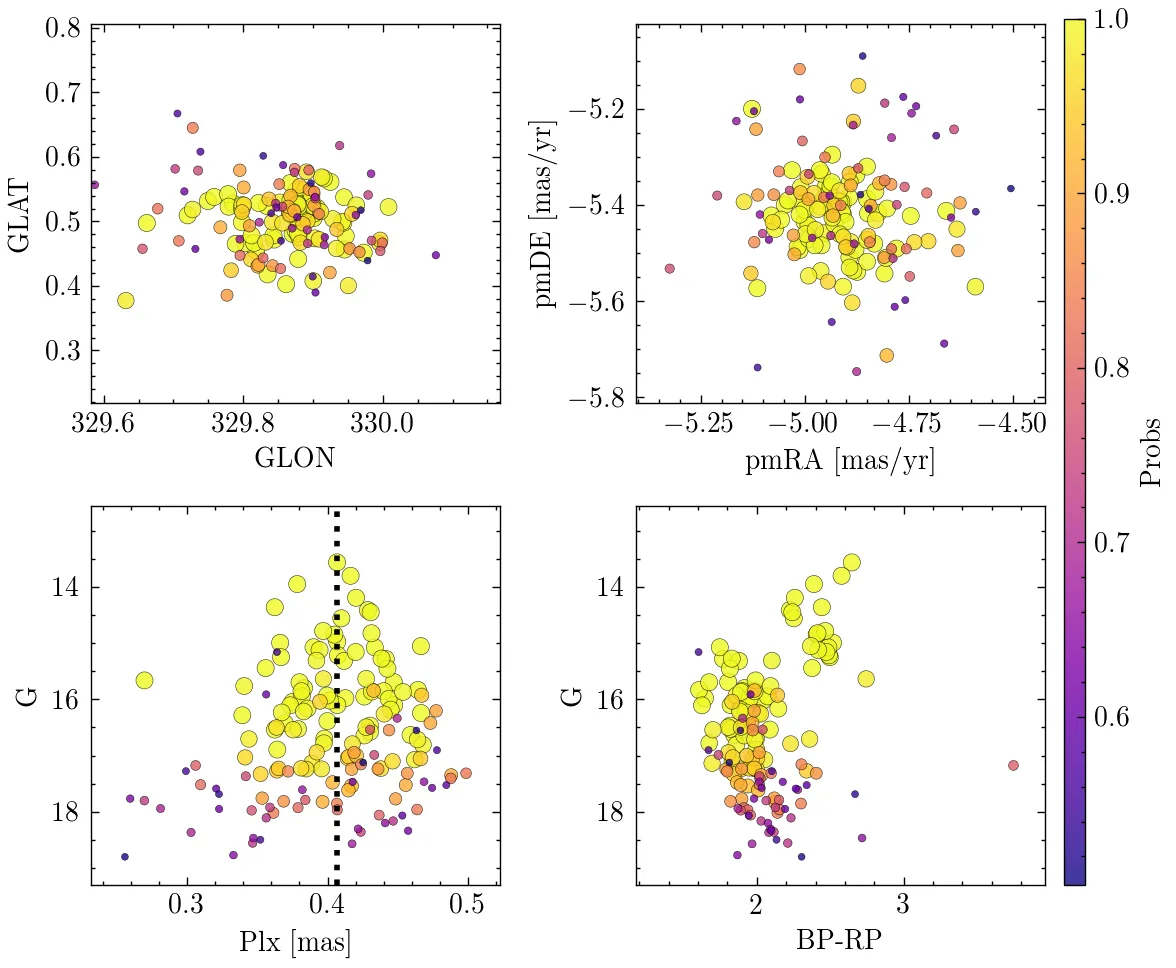 0.8
0.7
0.6
0.5
0.4
0.3
GLAT
329.6 329.8 330.0
GLON
−5.2
−5.4
−5.6
−5.8
pmDE [mas/yr]
−5.25 −5.00 −4.75 −4.50
pmRA [mas/yr]
14
16
18
G
0.3 0.4 0.5
Plx [mas]
14
16
18
G
2 3
BP-RP
1.0
0.9
0.8
0.7
0.6
Probs